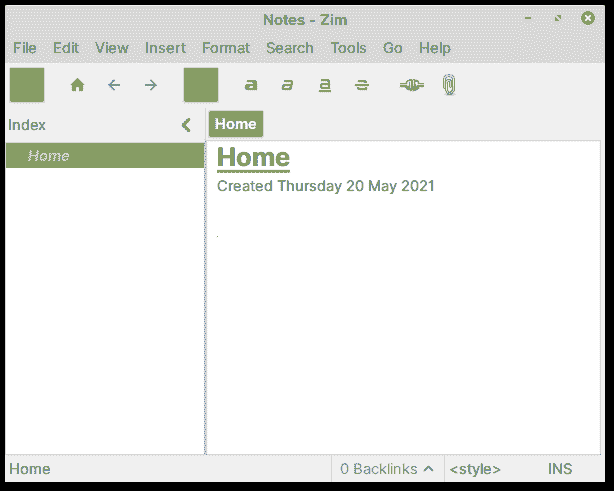 Notes - Zim
File Edit View Insert Format Search Tools Go Help
a a a a
Index
Home
Home
Home
Created Thursday 20 May 2021
Home
0 Backlinks
<style>
INS